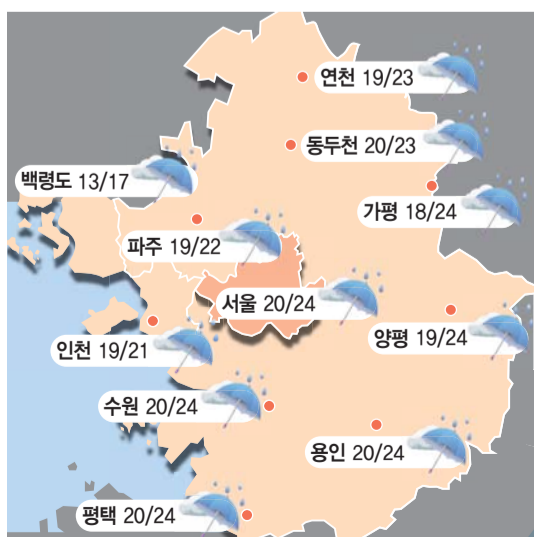 연천 19/23
동두천 20/23
백령도 13/17
가평 18/24
파주 19/22
서울 20/24
양평 19/24
인천 19/21
수원 20/24
용인 20/24
평택 20/24